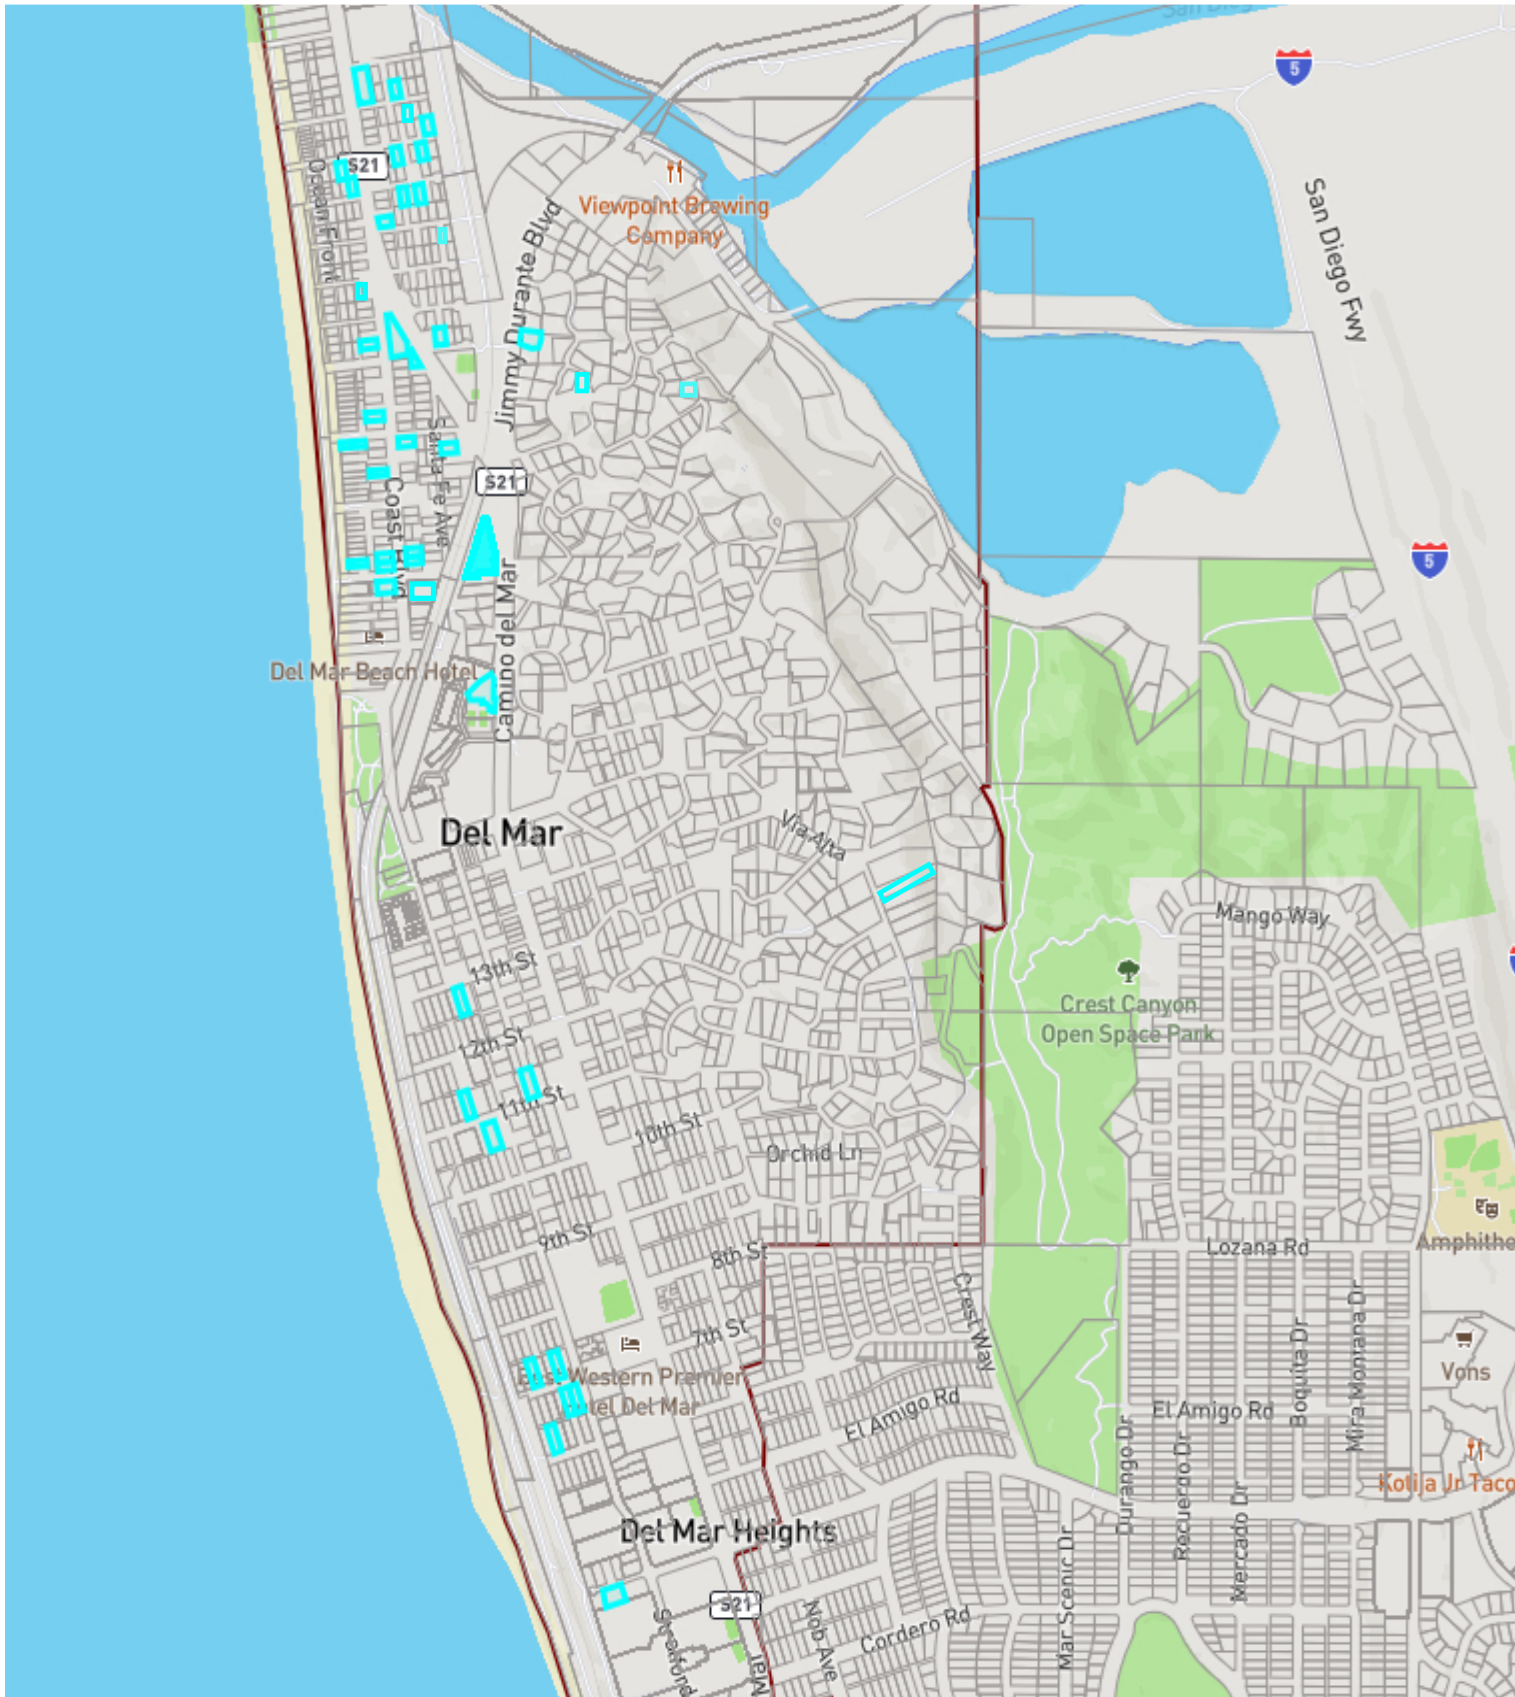 San Dieg
5
S21
Ocean Front
Viewpoint Brewing
Company
Jimmy Durante Blvd
San Diego Fwy
Santa Fe Ave
S21
Coast Blvd
5
Camino del Mar
Del Mar Beach Hotel
Del Mar
Via Alta
Mango Way
13th St
Crest Canyon
Open Space Park
12th St
11th St
10th St
Orchid Ln
9th St
8th St
Lozana Rd
Amphithe
Crest Way
7th St
Mira Montana Dr
Boquita Dr
Best Western Premier
Hotel Del Mar
Vons
El Amigo Rd
El Amigo Rd
Durango Dr
Recuerdo Dr
Mercado Dr
Kotija Jr Taco
Del Mar Heights
Mar Scenic Dr
S21
Nob Ave
Cordero Rd
Stratford
Mar